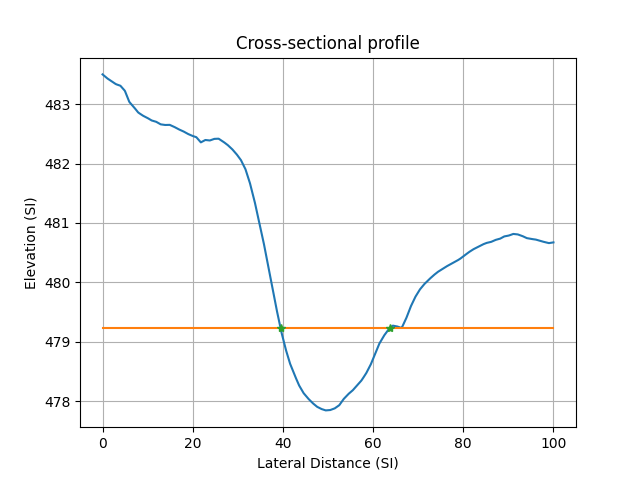 Cross-sectional profile
Elevation (SI)
483
482
481
480
479
478
0 20 40 60 80 100
Lateral Distance (SI)